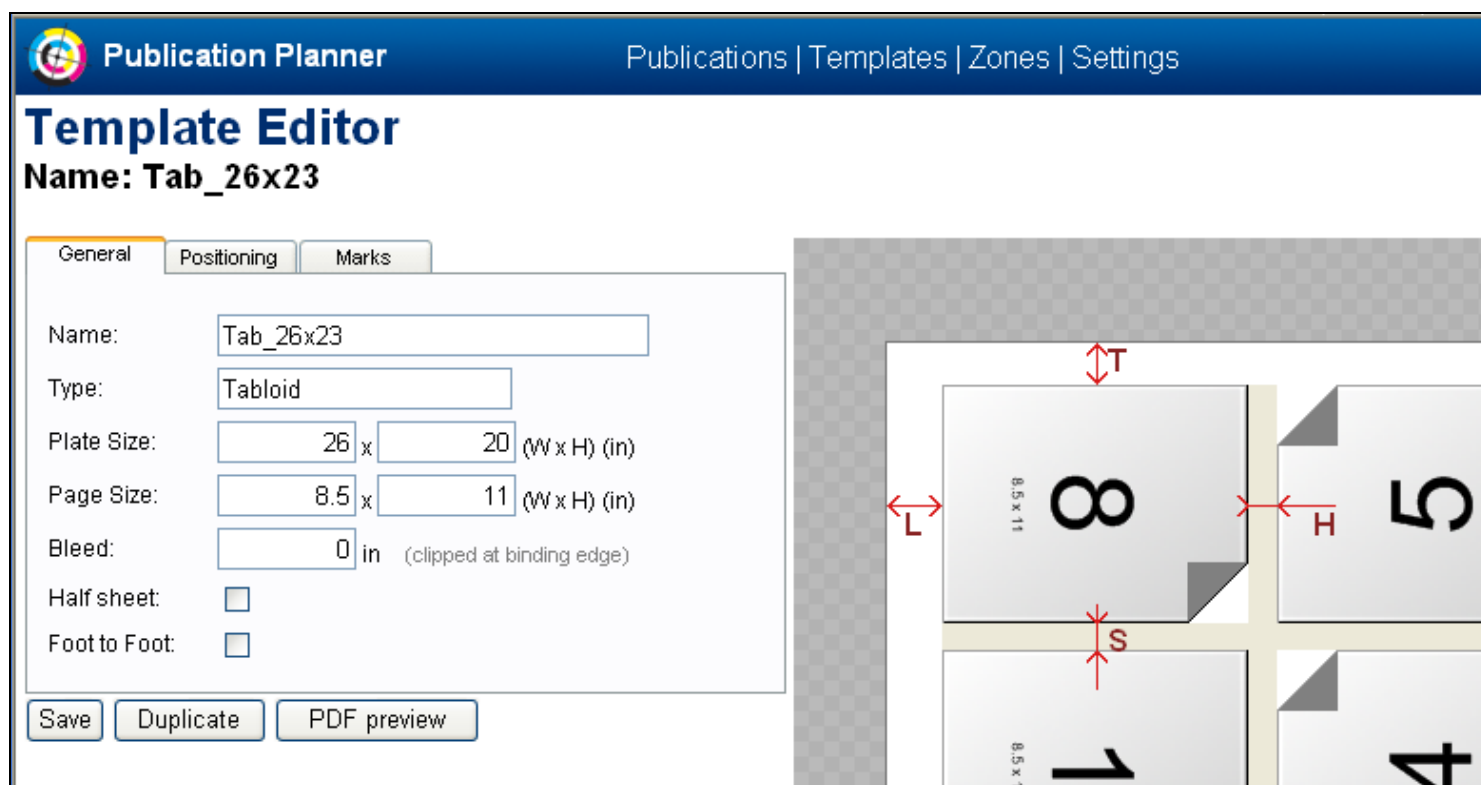 Publication Planner
Publications | Templates | Zones | Settings
Template Editor
Name: Tab_26x23
General
Positioning
Marks
Name:
Tab_26x23
Type:
Tabloid
Plate Size:
26 x 20 (W x H) (in)
Page Size:
8.5 x 11 (W x H) (in)
Bleed:
0 in (clipped at binding edge)
Half sheet:
Foot to Foot:
Save
Duplicate
PDF preview
T
8.5 x 11
8
5
L
H
S
8.5 x
1
4